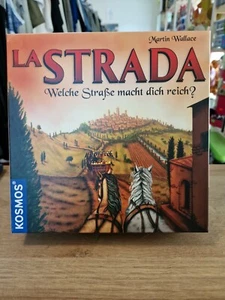 Martin Wallace
LA STRADA
Welche Straße macht dich reich?
KOSMOS